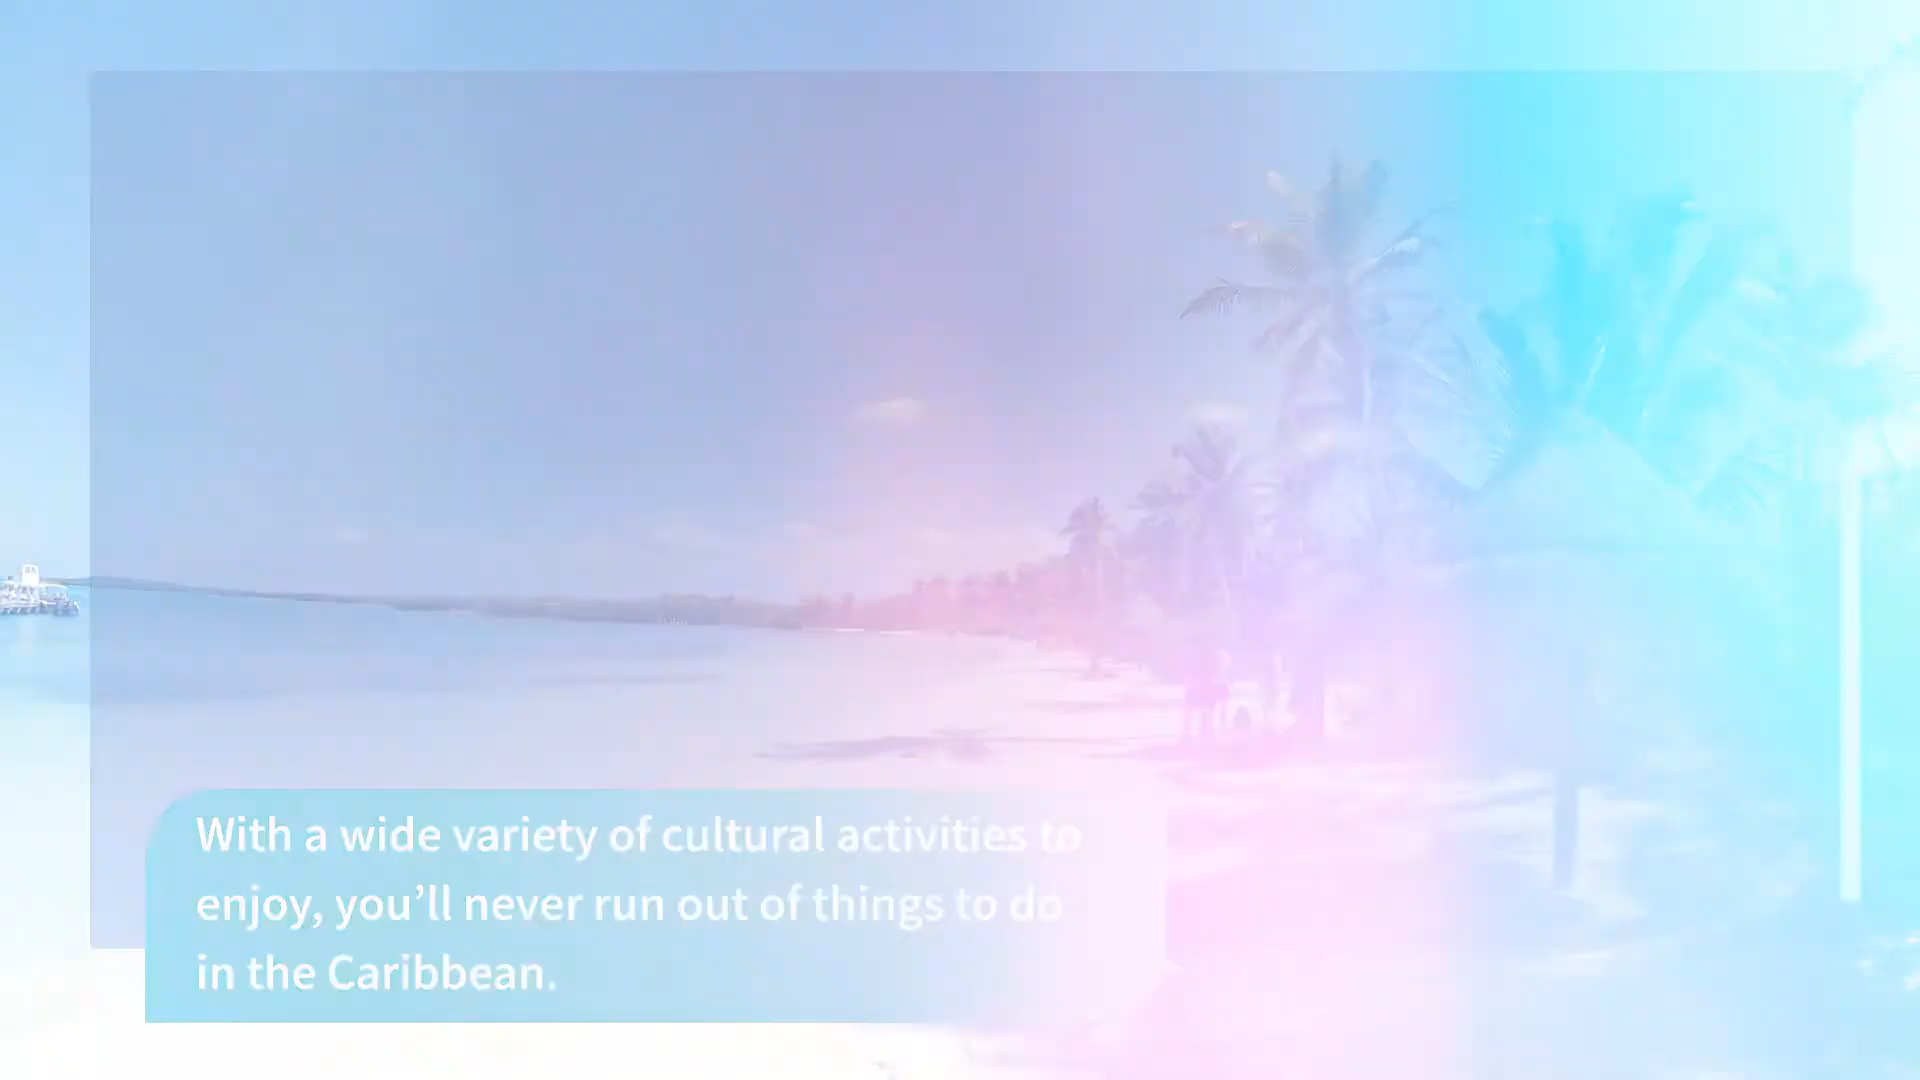 With a wide variety of cultural activities to
enjoy, you’ll never run out of things to do
in the Caribbean.